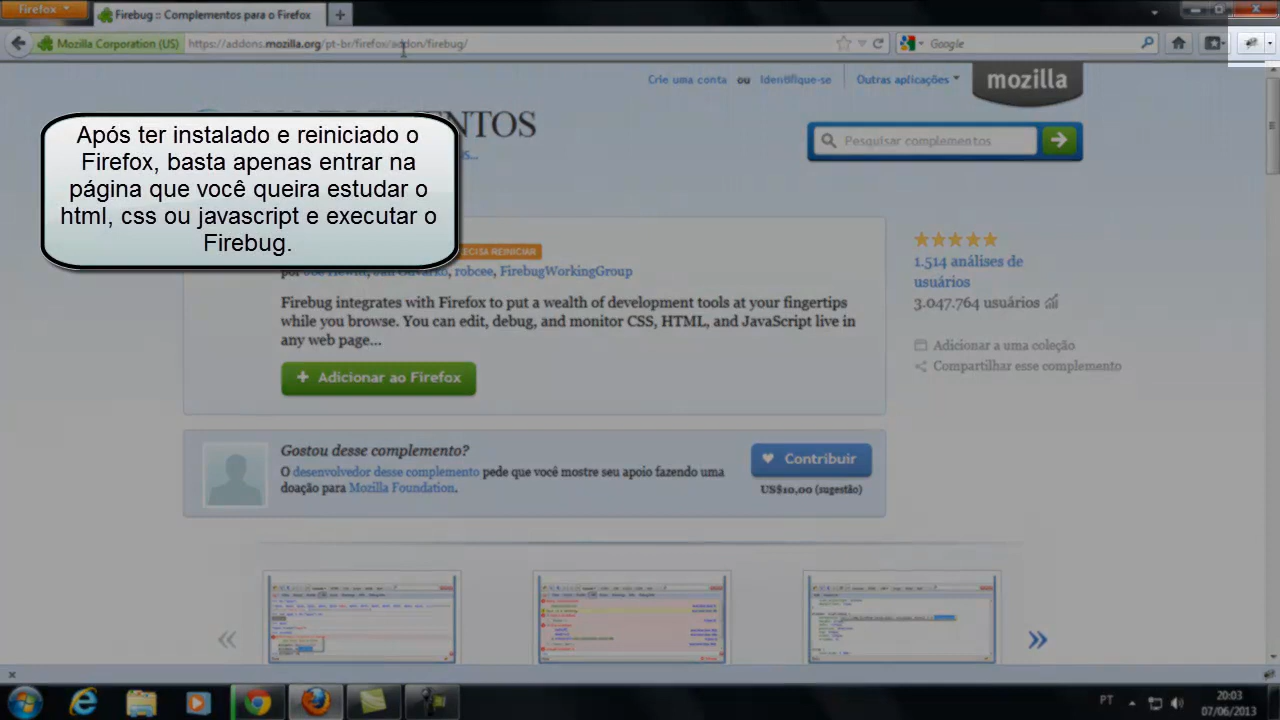 Firefox
Firebug :: Complementos para o Firefox
Mozilla Corporation (US)
https://addons.mozilla.org/pt-br/firefox/addon/firebug/
Google
Crie uma conta ou Identifique-se
Outras aplicações
mozilla
NTOS
Pesquisar complementos
Após ter instalado e reiniciado o
Firefox, basta apenas entrar na
página que você queira estudar o
html, css ou javascript e executar o
Firebug.
ECISA REINICIAR
por robcee, FirebugWorkingGroup
Firebug integrates with Firefox to put a wealth of development tools at your fingertips
while you browse. You can edit, debug, and monitor CSS, HTML, and JavaScript live in
any web page...
+ Adicionar ao Firefox
1.514 análises de
usuários
3.047.764 usuários
Adicionar a uma coleção
Compartilhar esse complemento
Gostou desse complemento?
O desenvolvedor desse complemento pede que você mostre seu apoio fazendo uma
doação para Mozilla Foundation.
Contribuir
US$10,00 (sugestão)
PT
20:03
07/06/2013